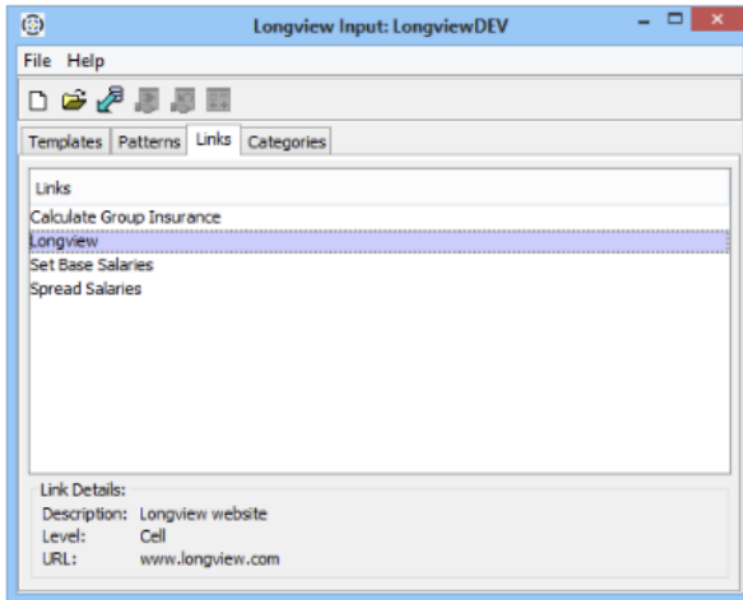 Longview Input: LongviewDEV
File Help
Templates Patterns Links Categories
Links
Calculate Group Insurance
Longview
Set Base Salaries
Spread Salaries
Link Details:
Description: Longview website
Level: Cell
URL: www.longview.com